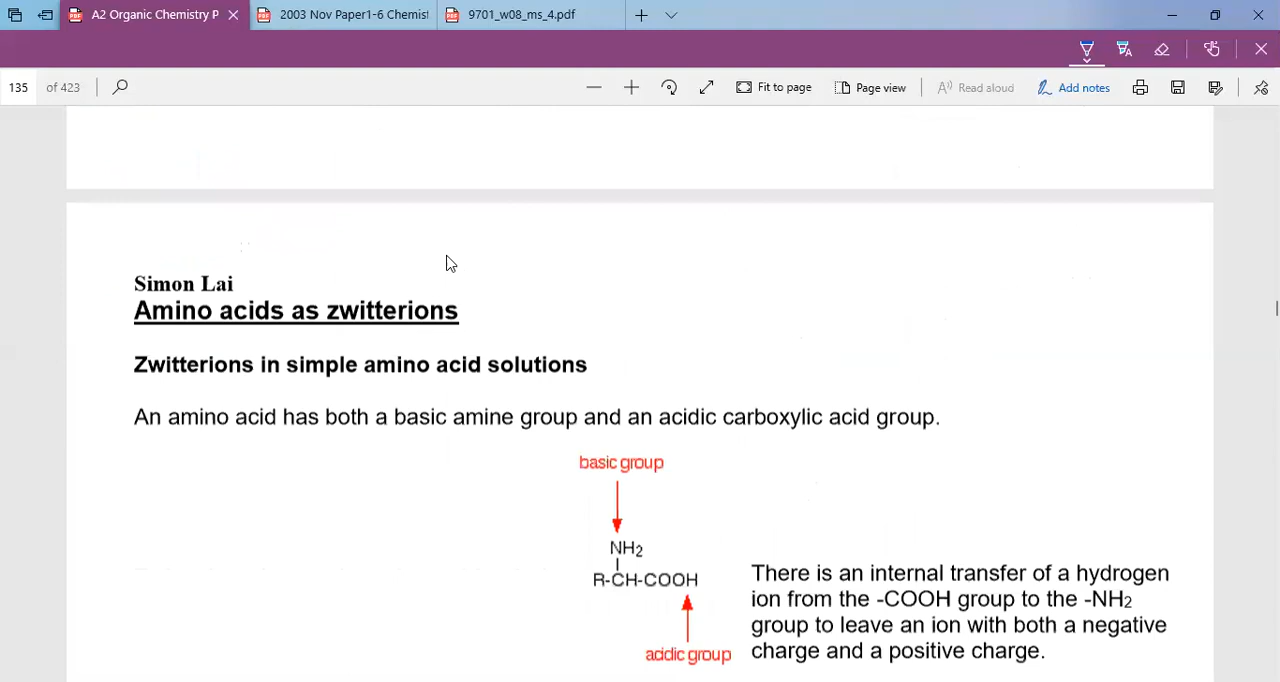 A2 Organic Chemistry P
2003 Nov Paper1-6 Chemist
9701_w08_ms_4.pdf
135 of 423
Fit to page
Page view
Read aloud
Add notes
Simon Lai
Amino acids as zwitterions
Zwitterions in simple amino acid solutions
An amino acid has both a basic amine group and an acidic carboxylic acid group.
basic group
NH2
R-CH-COOH
acidic group
There is an internal transfer of a hydrogen
ion from the -COOH group to the -NH2
group to leave an ion with both a negative
charge and a positive charge.